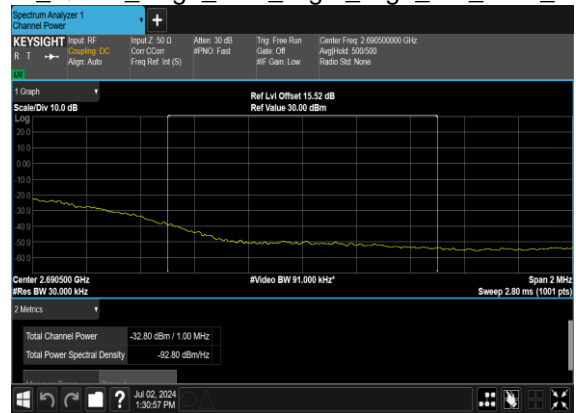 Spectrum Analyzer 1
Channel Power
+
KEYSIGHT Input: RF Input Z: 50 Ω Atten: 30 dB Trig: Free Run Center Freq: 2.690500000 GHz
R T Coupling: DC Corr CCorr #PNO: Fast Gate: Off Avg|Hold: 500/500
Align: Auto Freq Ref: Int (S) #IF Gain: Low Radio Std: None
1 Graph
Ref Lvl Offset 15.52 dB
Scale/Div 10.0 dB Ref Value 30.00 dBm
Log
20.0
10.0
0.00
-10.0
-20.0
-30.0
-40.0
-50.0
-60.0
Center 2.690500 GHz #Video BW 91.000 kHz* Span 2 MHz
#Res BW 30.000 kHz Sweep 2.80 ms (1001 pts)
2 Metrics
Total Channel Power -32.80 dBm / 1.00 MHz
Total Power Spectral Density -92.80 dBm/Hz
?
Jul 02, 2024
1:30:57 PM